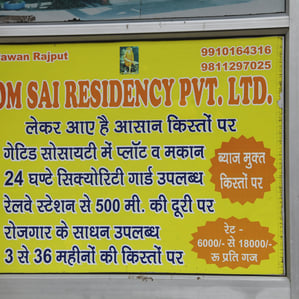 awan Rajput
9910164316
9811297025
OM SAI RESIDENCY PVT. LTD.
लेकर आए है आसान किस्तों पर
गेटिड सोसायटी में प्लॉट व मकान
24 घण्टे सिक्योरिटी गार्ड उपलब्ध
रेलवे स्टेशन से 500 मी. की दूरी पर
रोजगार के साधन उपलब्ध
3 से 36 महीनों की किस्तों पर
ब्याज मुक्त
किस्तों पर
रेट -
6000/- से 18000/-
रू प्रति गज